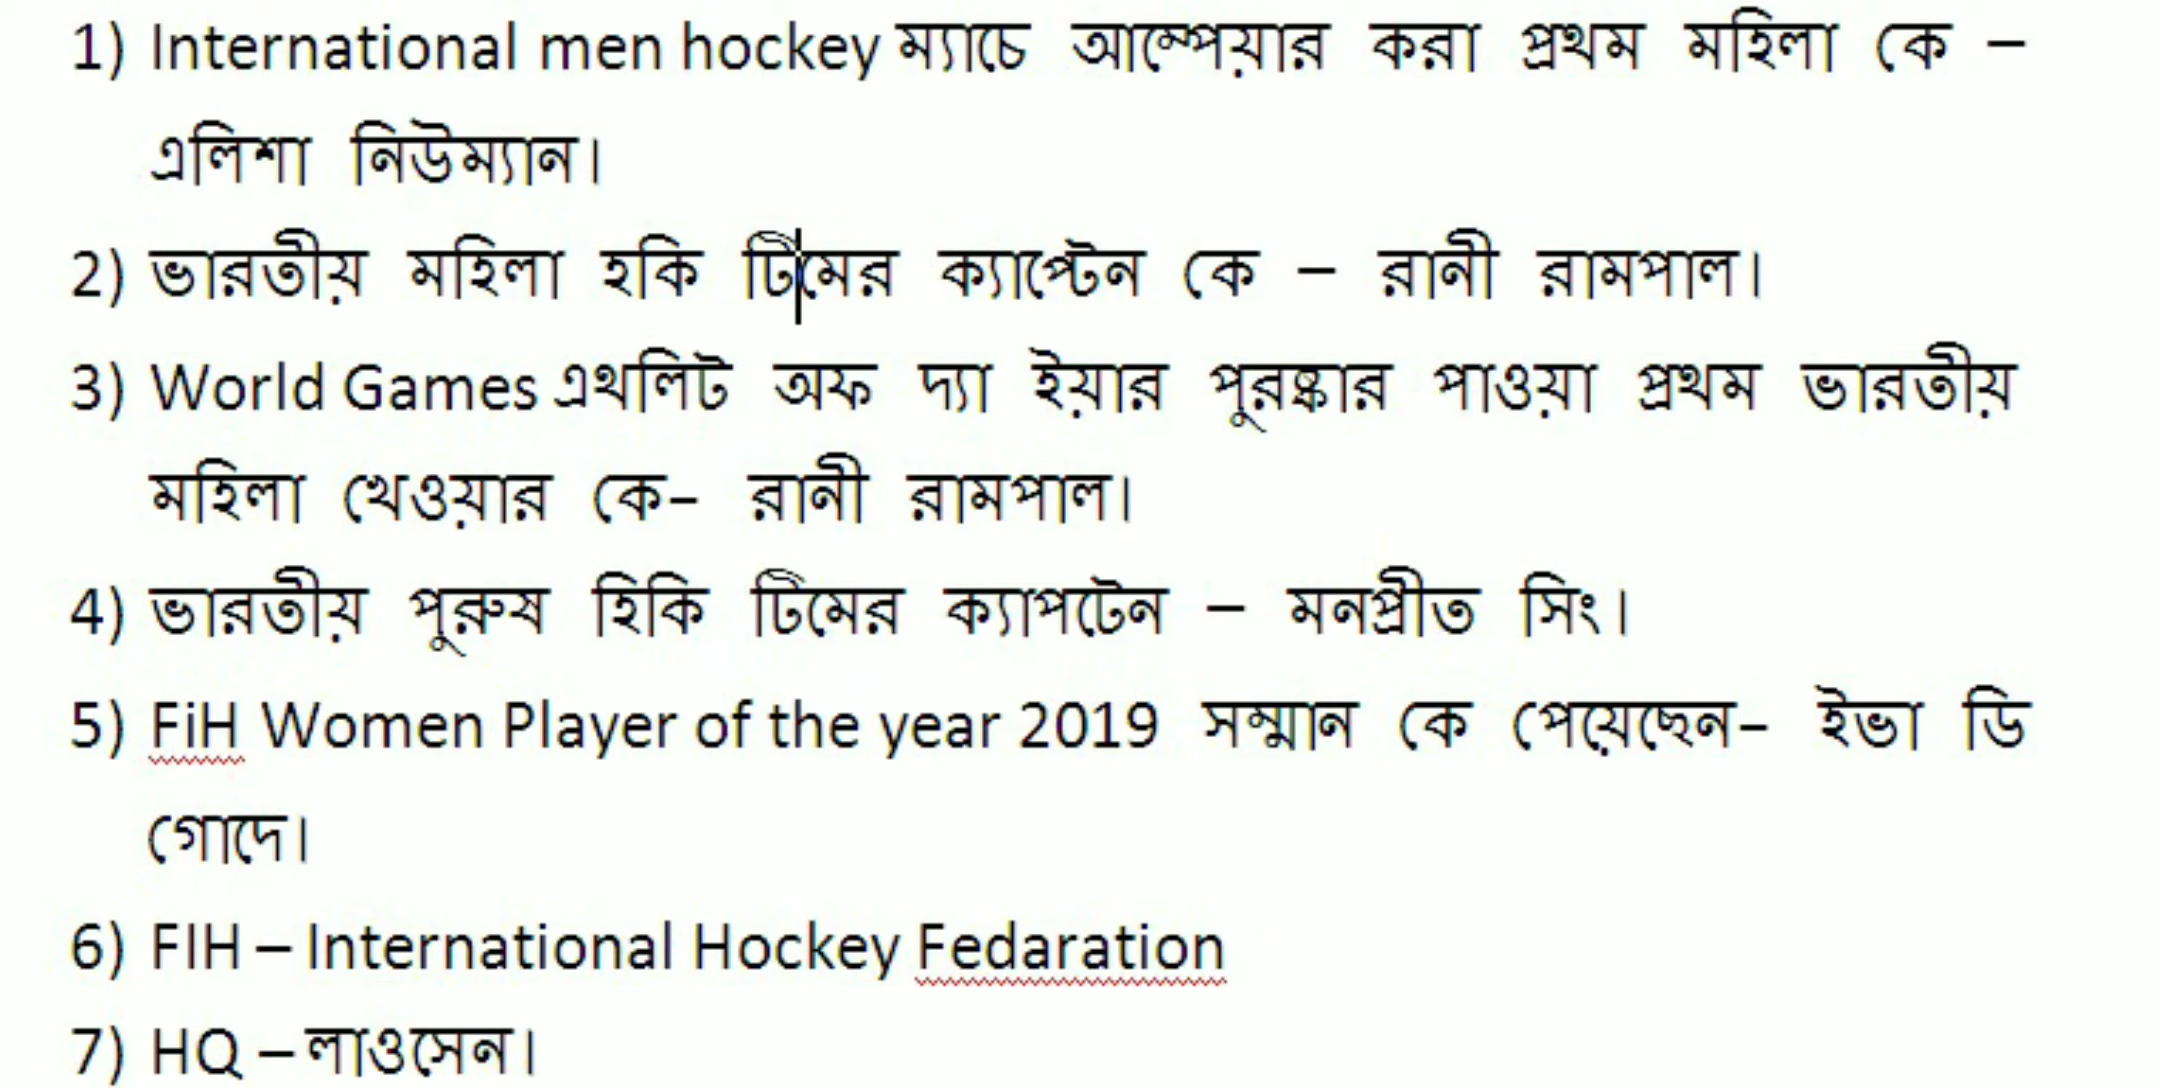 1) International men hockey ম্যাচে আম্পেয়ার করা প্রথম মহিলা কে –
এলিশা নিউম্যান।
2) ভারতীয় মহিলা হকি টিমের ক্যাপ্টেন কে – রানী রামপাল।
3) World Games এথলিট অফ দ্যা ইয়ার পুরষ্কার পাওয়া প্রথম ভারতীয়
মহিলা খেওয়ার কে– রানী রামপাল।
4) ভারতীয় পুরুষ হিকি টিমের ক্যাপটেন – মনপ্রীত সিং।
5) FiH Women Player of the year 2019 সম্মান কে পেয়েছেন– ইভা ডি
গোদে।
6) FIH – International Hockey Fedaration
7) HQ – লাওসেন।